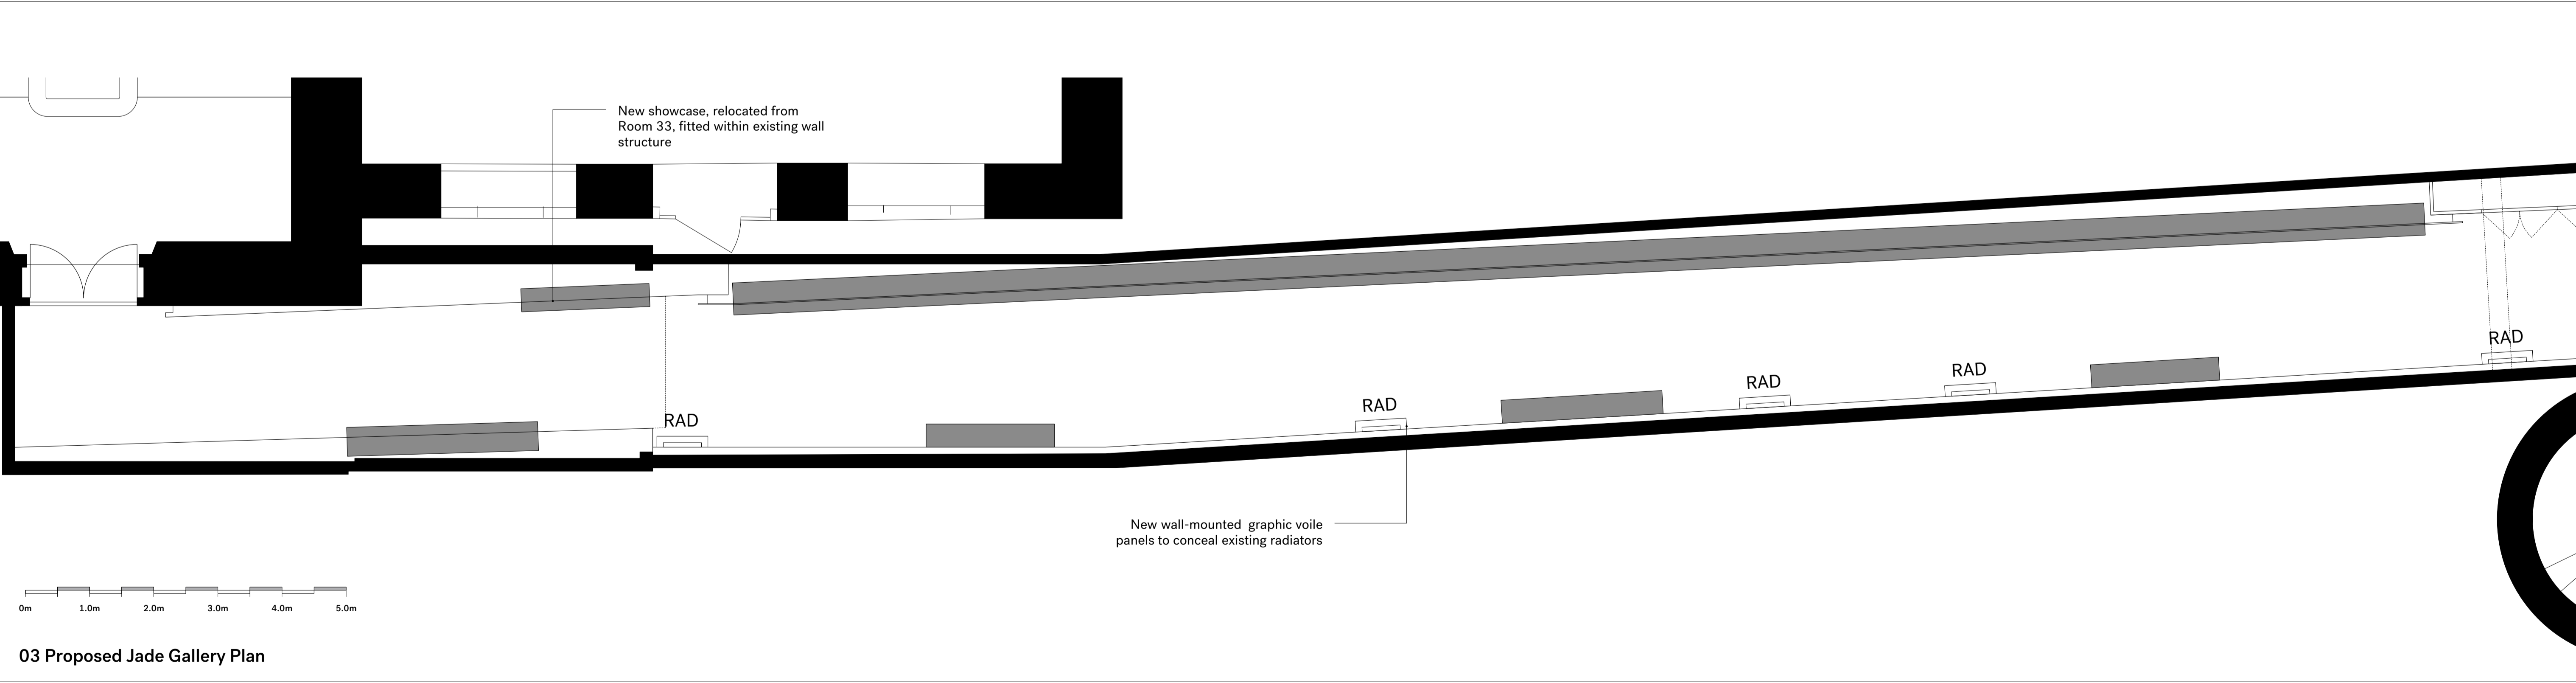 New showcase, relocated from
Room 33, fitted within existing wall
structure
RAD
RAD
RAD
RAD
RAD
New wall-mounted graphic voile
panels to conceal existing radiators
0m 1.0m 2.0m 3.0m 4.0m 5.0m
03 Proposed Jade Gallery Plan